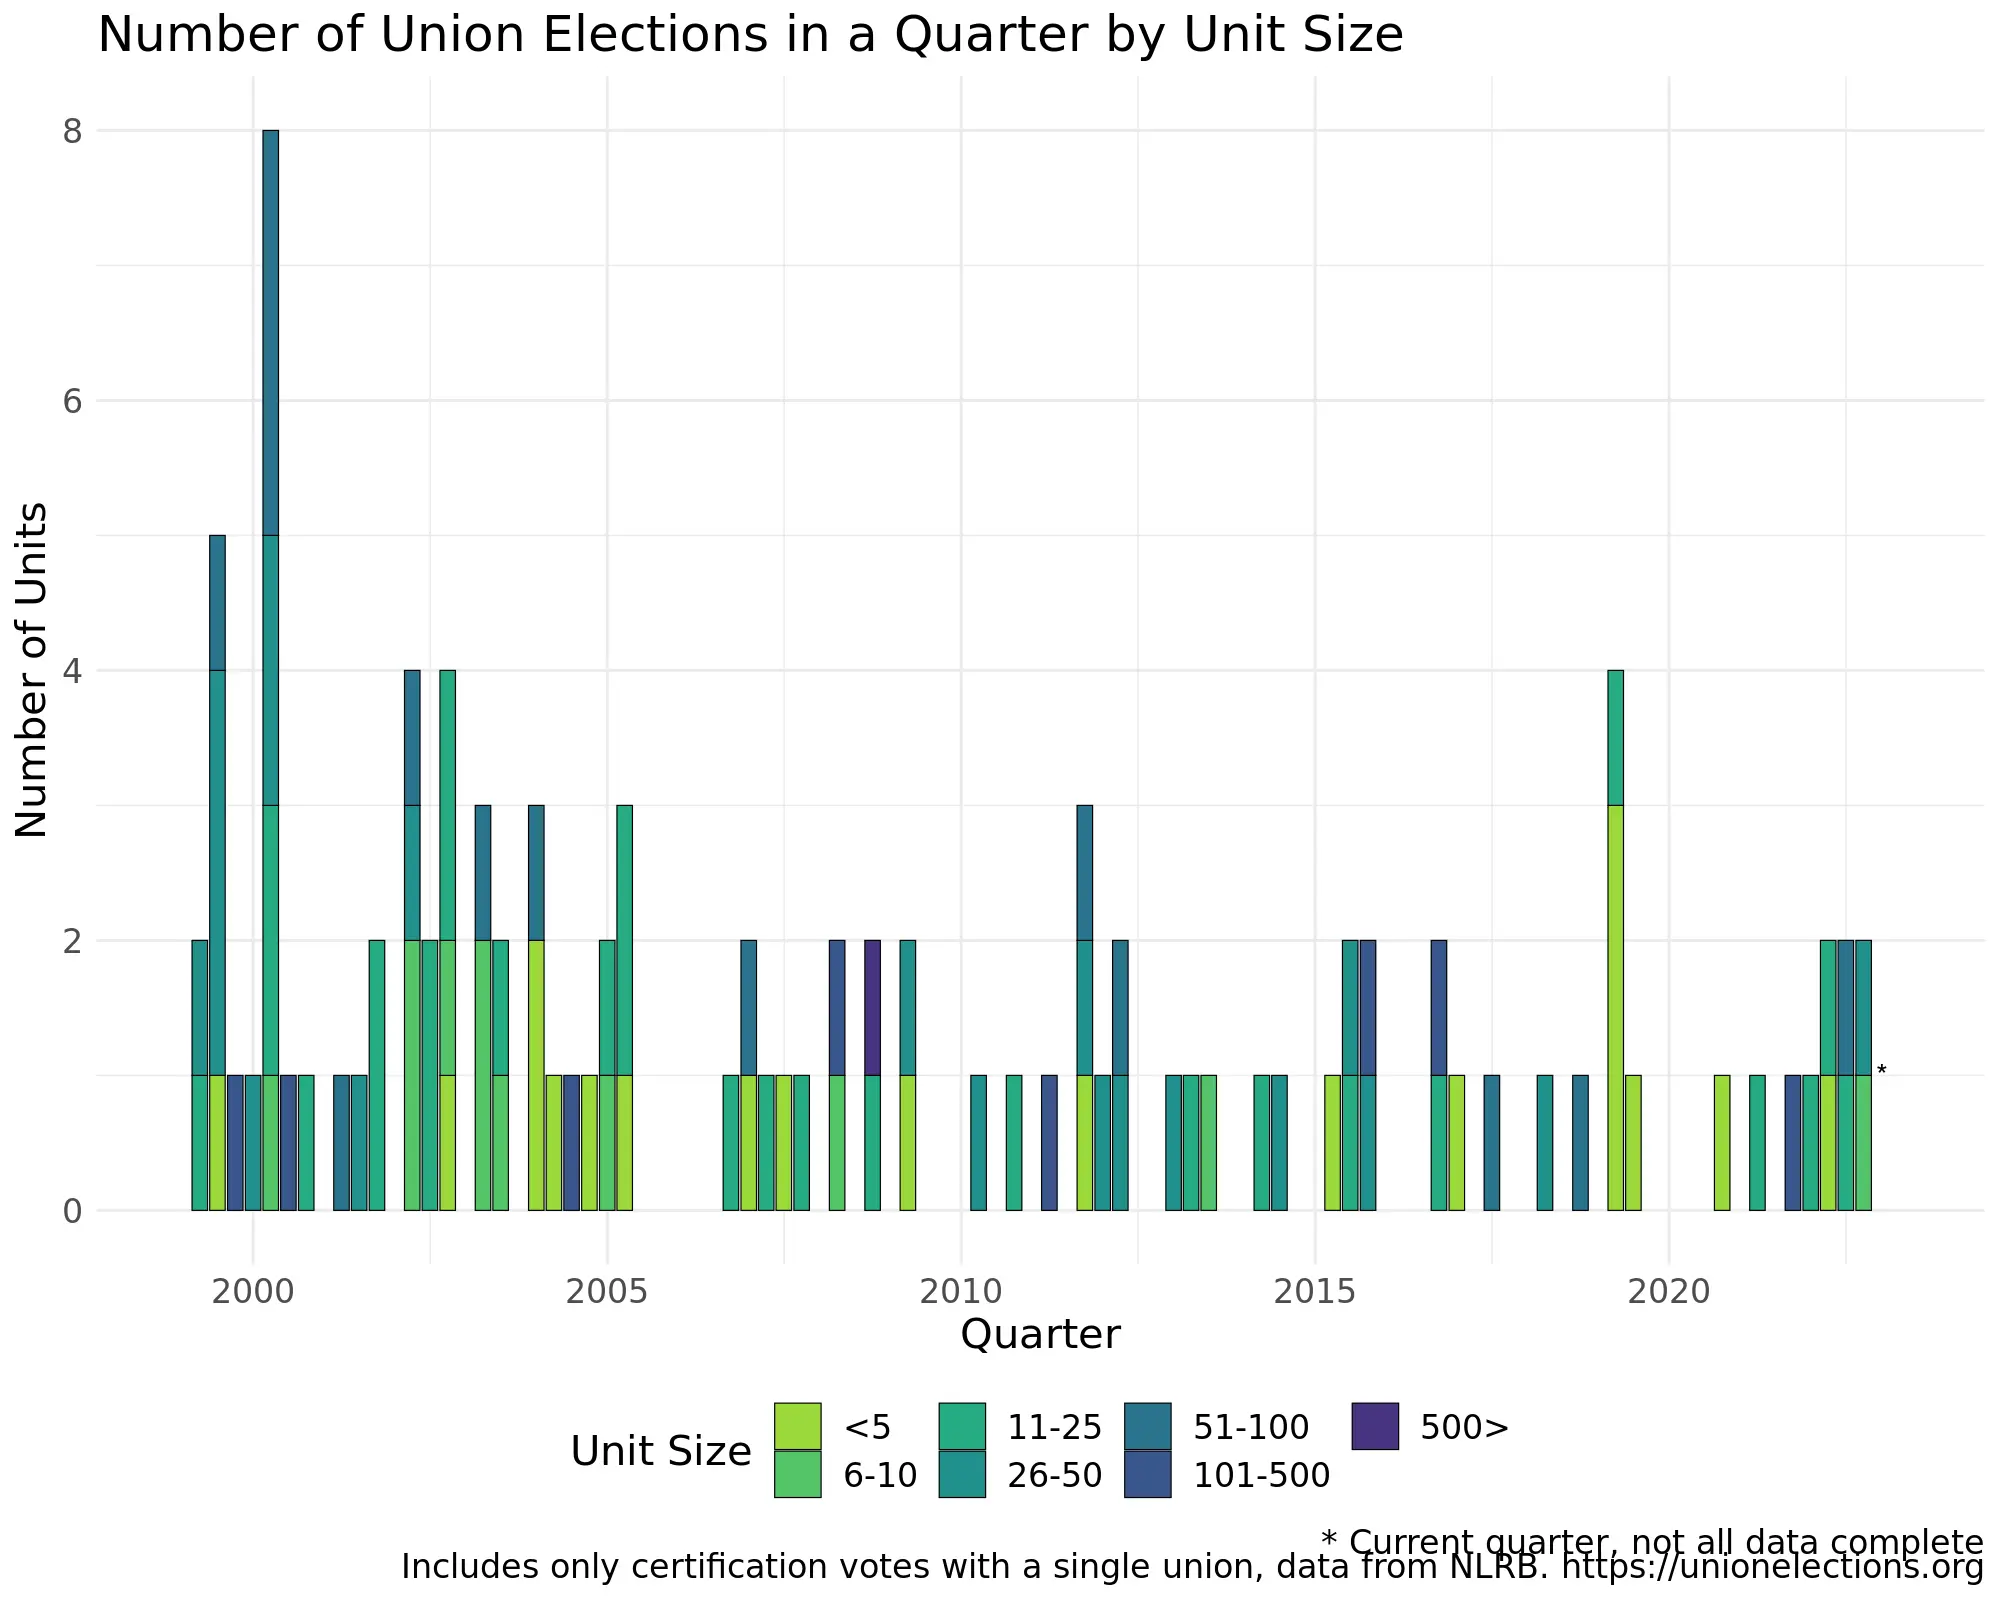 Number of Union Elections in a Quarter by Unit Size
Number of Units
8
6
4
2
0
*
2000 2005 2010 2015 2020
Quarter
Unit Size
<5 11-25 51-100 500>
6-10 26-50 101-500
* Current quarter, not all data complete
Includes only certification votes with a single union, data from NLRB. https://unionelections.org